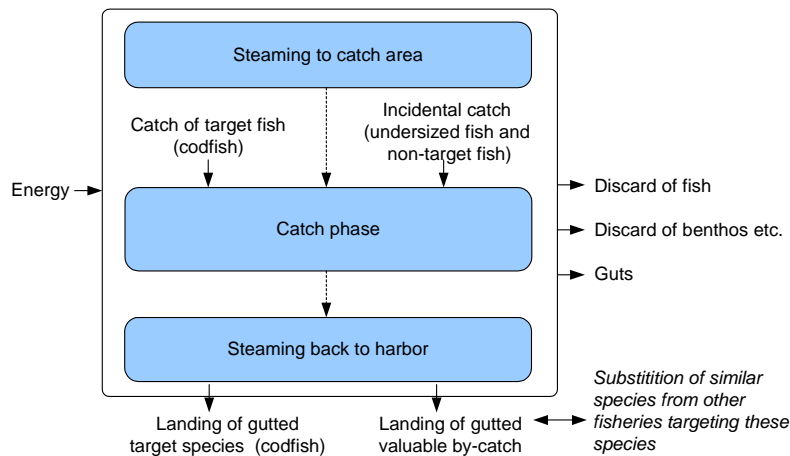 Steaming to catch area
Catch of target fish
(codfish)
Incidental catch
(undersized fish and
non-target fish)
Energy
Catch phase
Discard of fish
Discard of benthos etc.
Guts
Steaming back to harbor
Landing of gutted
target species (codfish)
Landing of gutted
valuable by-catch
Substitition of similar
species from other
fisheries targeting these
species